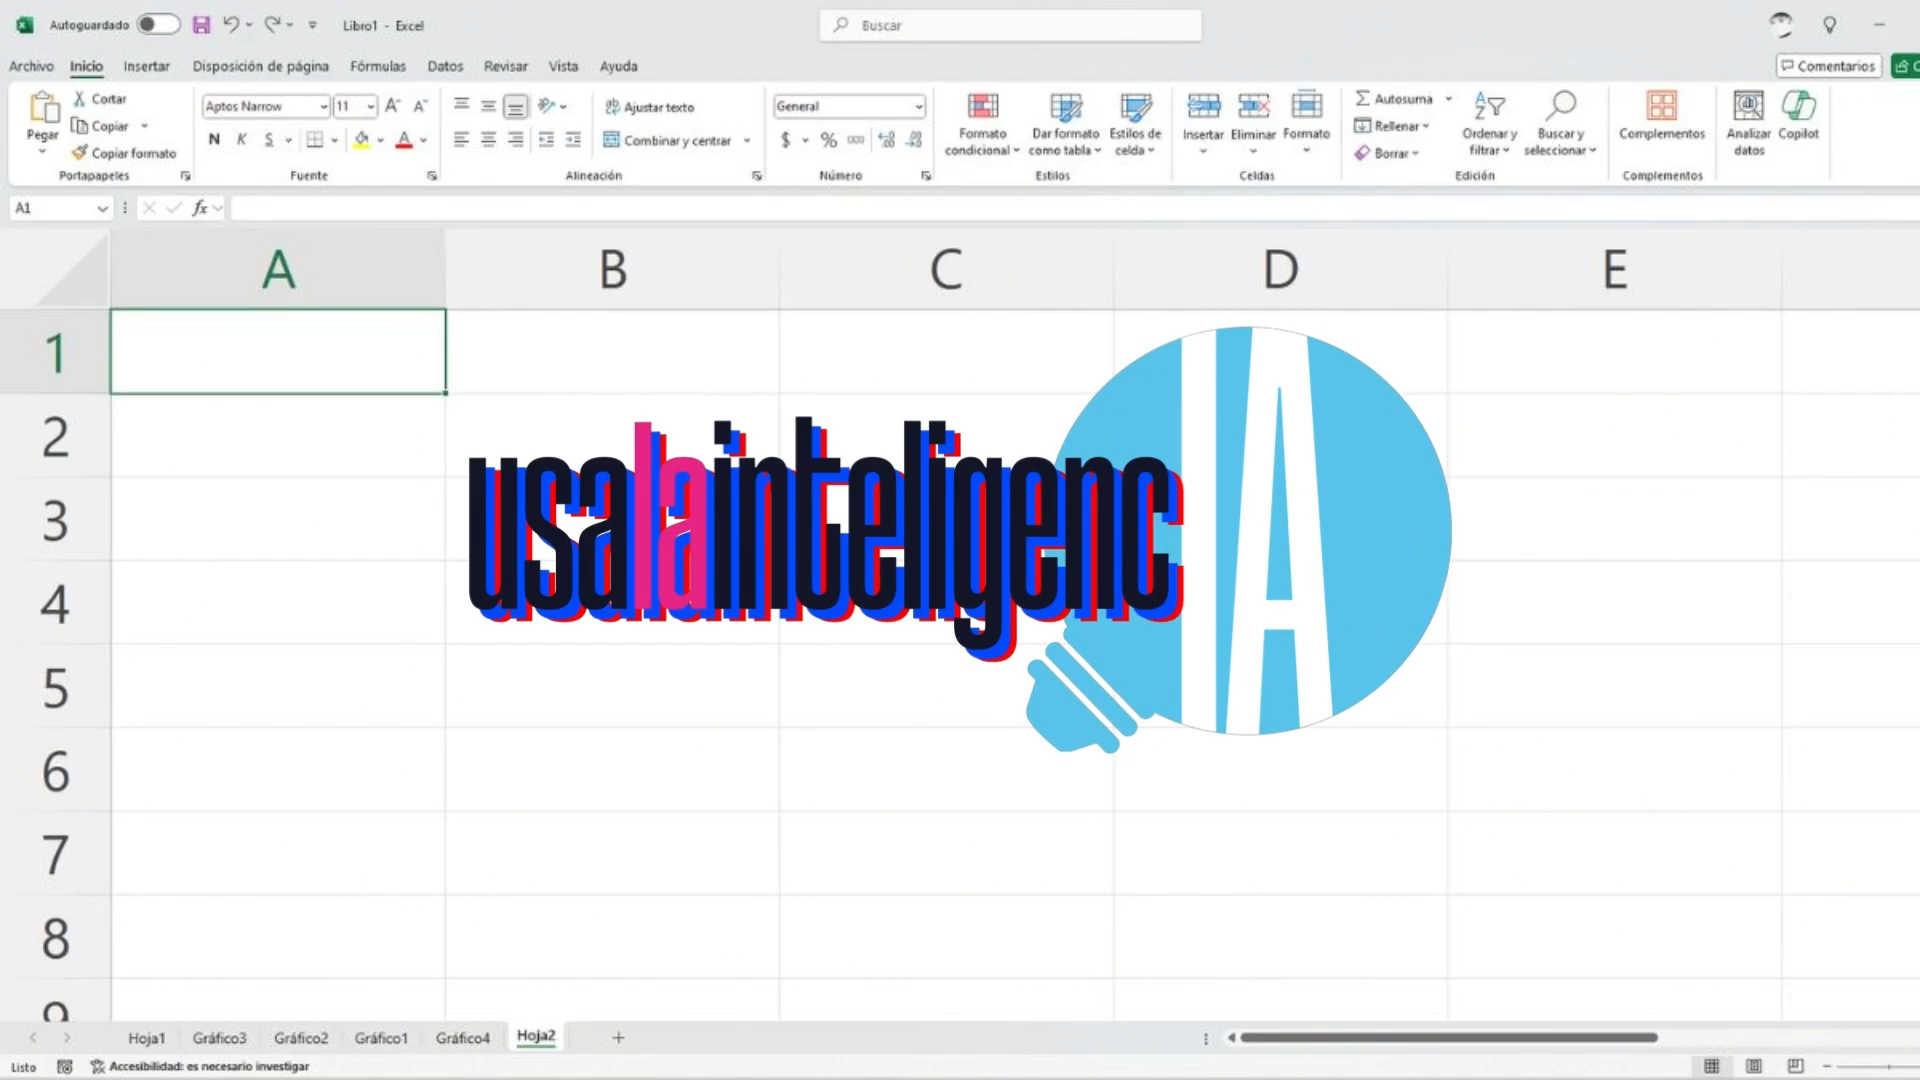 Autoguardado
Libro1 - Excel
Buscar
Archivo Inicio Insertar Disposición de página Fórmulas Datos Revisar Vista Ayuda
Comentarios
Pegar
Cortar
Copiar
Copiar formato
Portapapeles
Aptos Narrow 11 A A
N K S A
Fuente
Ajustar texto
Combinar y centrar
Alineación
General
$ % 000
Número
Formato condicional
Dar formato como tabla
Estilos de celda
Estilos
Insertar Eliminar Formato
Celdas
Autosuma
Rellenar
Borrar
Ordenar y filtrar
Buscar y seleccionar
Edición
Complementos
Complementos
Analizar datos
Copilot
A1
fx
A B C D E
1
2
3
4
5
6
7
8
9
usalainteligencIA
Hoja1 Gráfico3 Gráfico2 Gráfico1 Gráfico4 Hoja2 +
Listo
Accesibilidad: es necesario investigar